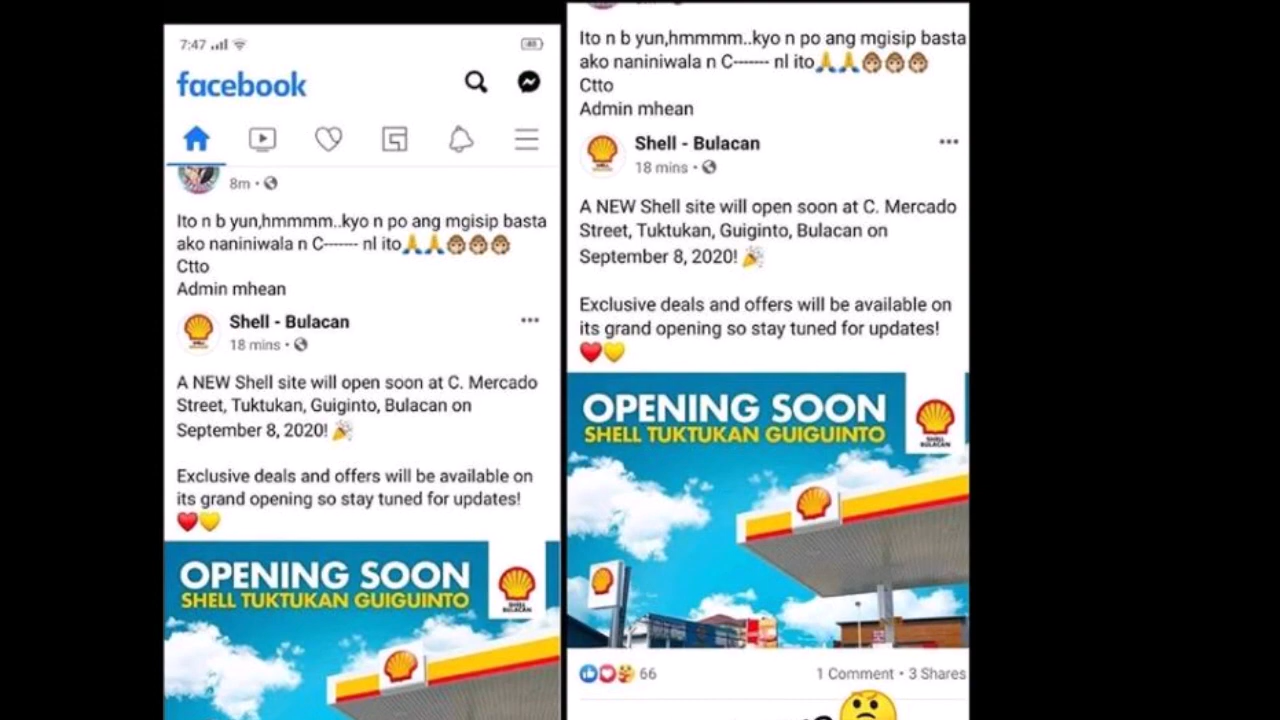 7:47
48
facebook
8m
Ito n b yun,hmmmm..kyo n po ang mgisip basta
ako naniniwala n C------- nl ito🙏🙏🐵🐵🐵
Ctto
Admin mhean
Shell - Bulacan
18 mins •
A NEW Shell site will open soon at C. Mercado
Street, Tuktukan, Guiginto, Bulacan on
September 8, 2020! 🎉
Exclusive deals and offers will be available on
its grand opening so stay tuned for updates!
❤️💛
OPENING SOON
SHELL TUKTUKAN GUIGUINTO
SHELL
BULACAN
Ito n b yun,hmmmm..kyo n po ang mgisip basta
ako naniniwala n C------- nl ito🙏🙏🐵🐵🐵
Ctto
Admin mhean
Shell - Bulacan
18 mins •
A NEW Shell site will open soon at C. Mercado
Street, Tuktukan, Guiginto, Bulacan on
September 8, 2020! 🎉
Exclusive deals and offers will be available on
its grand opening so stay tuned for updates!
❤️💛
OPENING SOON
SHELL TUKTUKAN GUIGUINTO
SHELL
BULACAN
66
1 Comment • 3 Shares